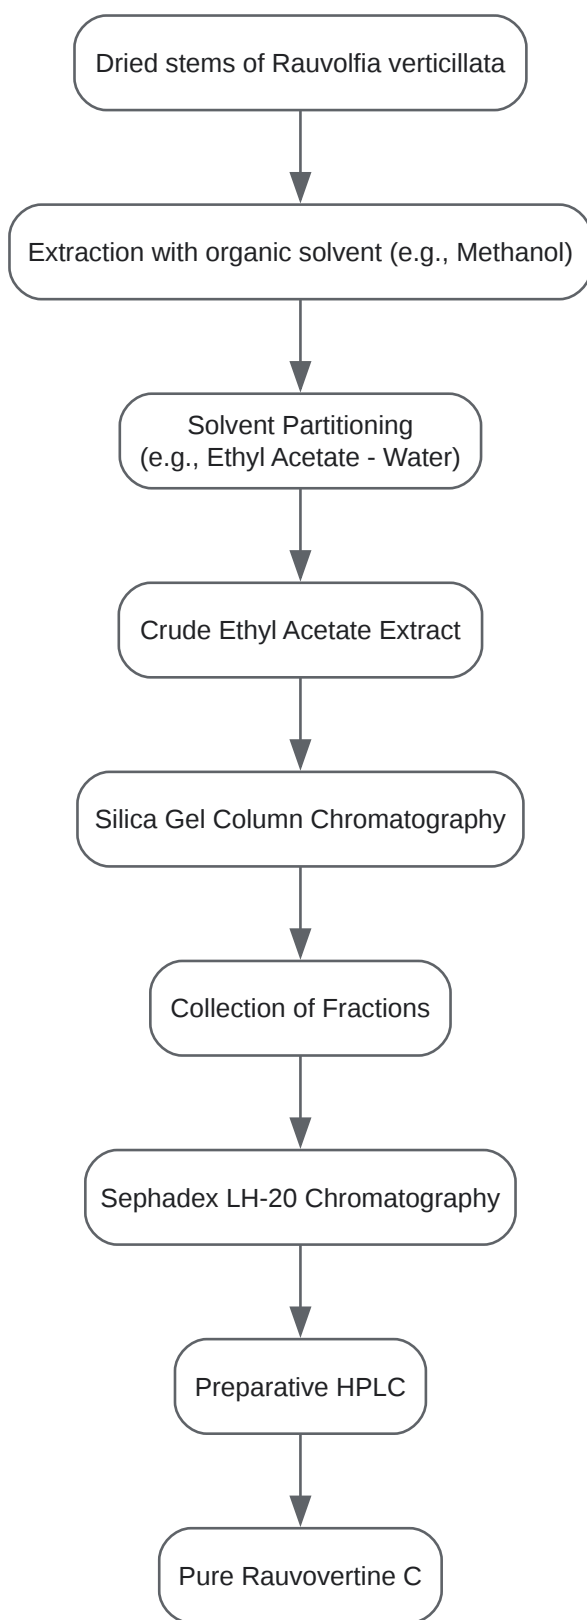 Dried stems of Rauvolfia verticillata
Extraction with organic solvent (e.g., Methanol)
Solvent Partitioning
(e.g., Ethyl Acetate - Water)
Crude Ethyl Acetate Extract
Silica Gel Column Chromatography
Collection of Fractions
Sephadex LH-20 Chromatography
Preparative HPLC
Pure Rauvovertine C